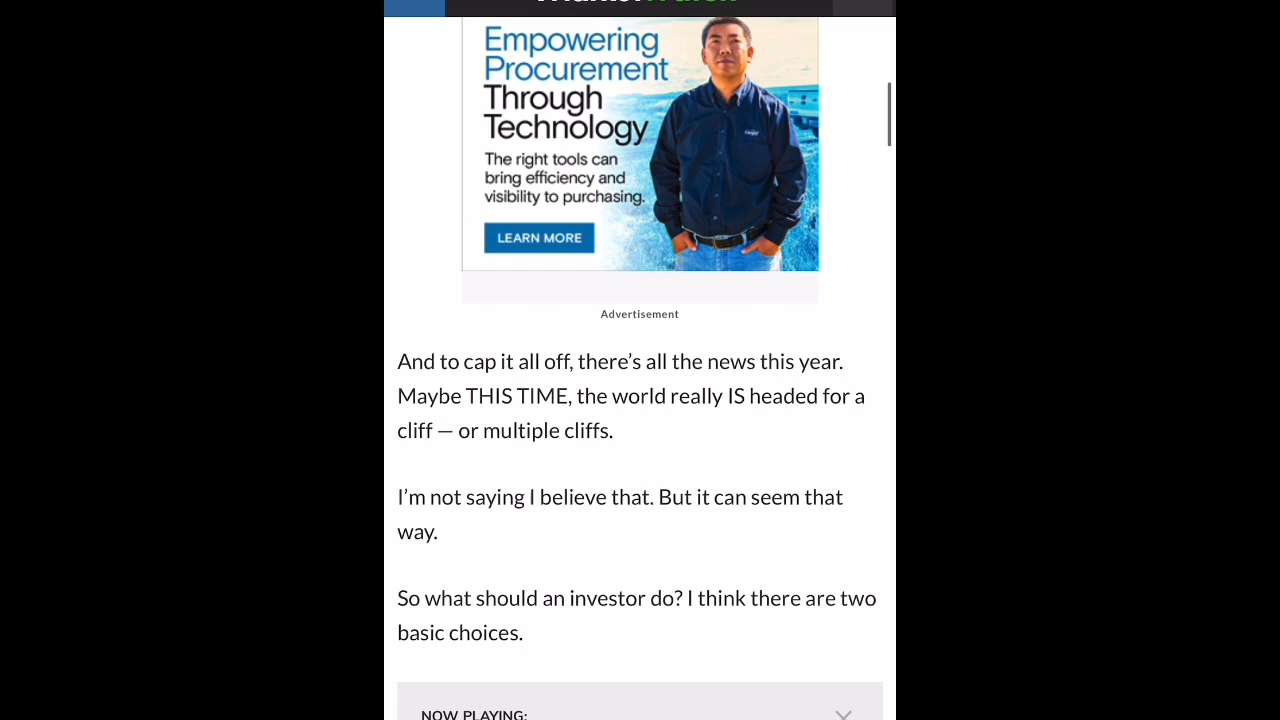 Empowering
Procurement
Through
Technology
The right tools can
bring efficiency and
visibility to purchasing.
LEARN MORE
Advertisement
And to cap it all off, there’s all the news this year.
Maybe THIS TIME, the world really IS headed for a
cliff — or multiple cliffs.
I’m not saying I believe that. But it can seem that
way.
So what should an investor do? I think there are two
basic choices.
NOW PLAYING: